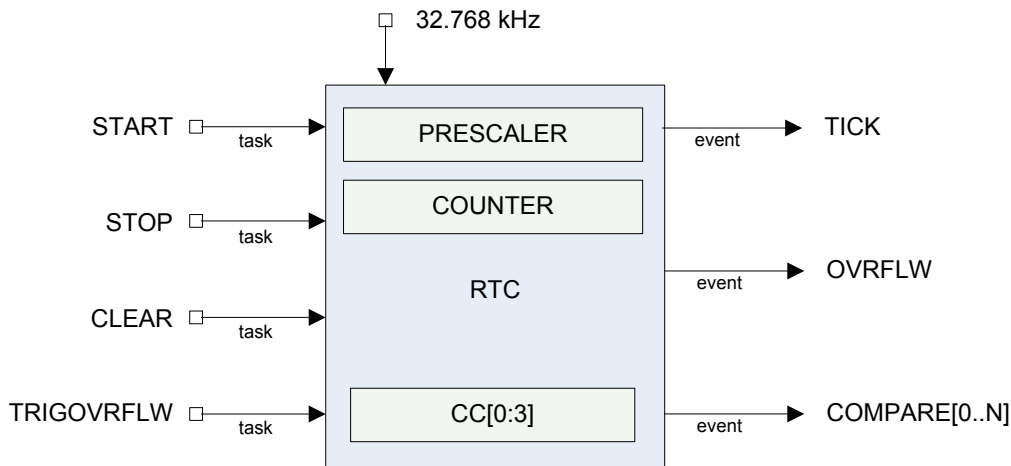 32.768 kHz
START
task
PRESCALER
event
TICK
STOP
task
COUNTER
RTC
event
OVRFLW
CLEAR
task
TRIGOVRFLW
task
CC[0:3]
event
COMPARE[0..N]